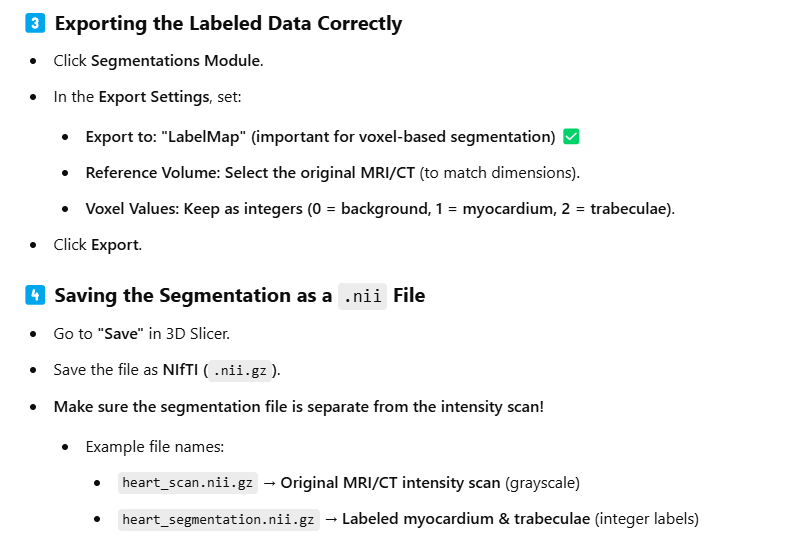 3 Exporting the Labeled Data Correctly
• Click Segmentations Module.
• In the Export Settings, set:
• Export to: "LabelMap" (important for voxel-based segmentation) ✅
• Reference Volume: Select the original MRI/CT (to match dimensions).
• Voxel Values: Keep as integers (0 = background, 1 = myocardium, 2 = trabeculae).
• Click Export.
4 Saving the Segmentation as a .nii File
• Go to "Save" in 3D Slicer.
• Save the file as NIfTI (.nii.gz).
• Make sure the segmentation file is separate from the intensity scan!
• Example file names:
• heart_scan.nii.gz → Original MRI/CT intensity scan (grayscale)
• heart_segmentation.nii.gz → Labeled myocardium & trabeculae (integer labels)